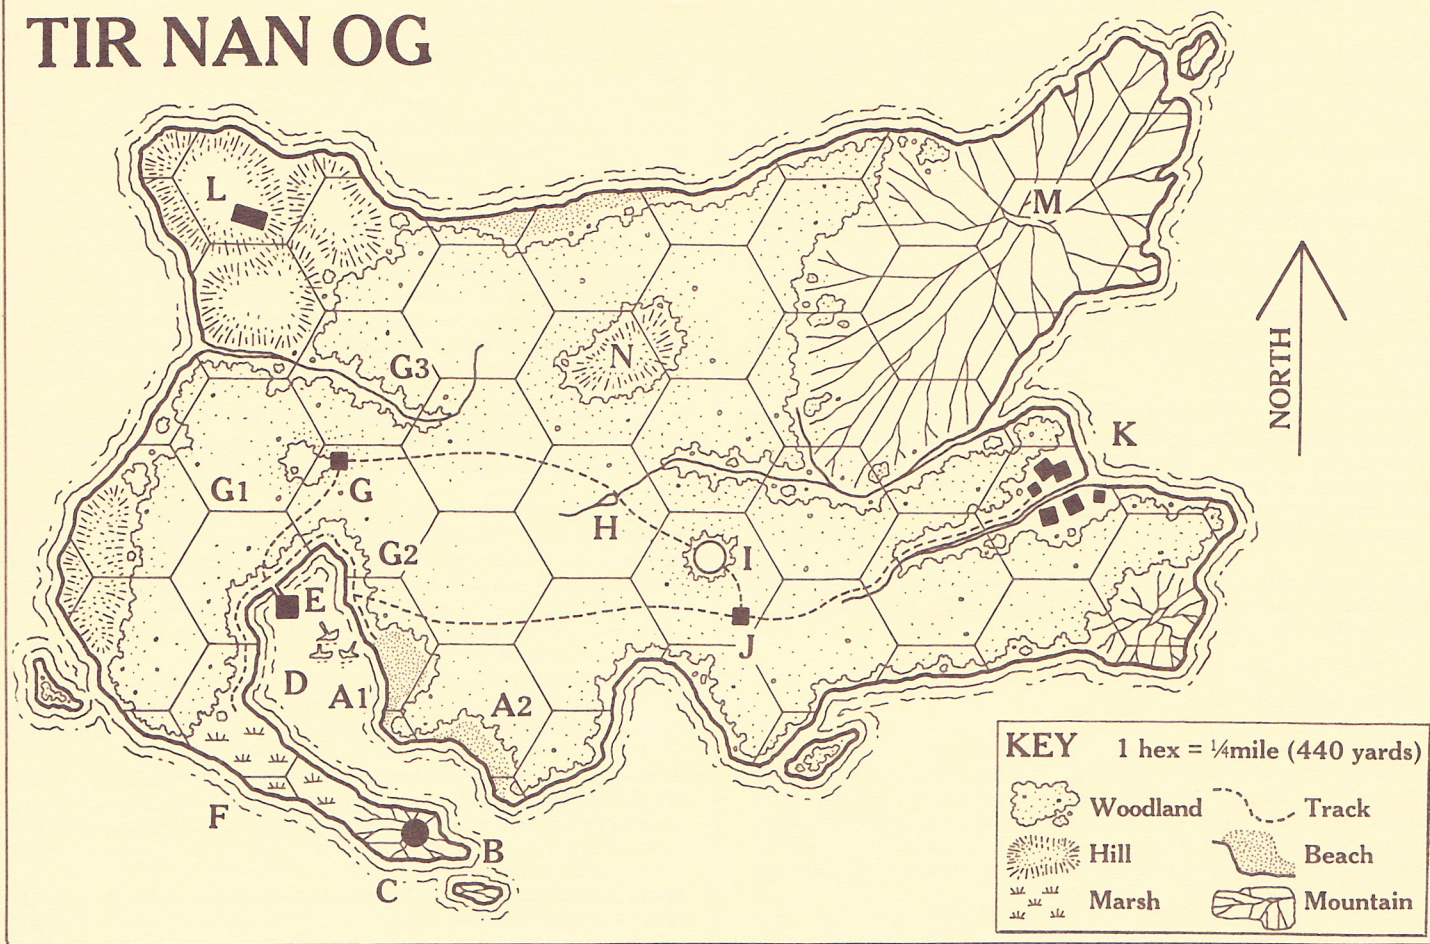 TIR NAN OG
L
M
N
G3
K
G1
G
H
G2
I
E
J
D
A1
A2
F
B
C
NORTH
KEY 1 hex = ¼mile (440 yards)
Woodland
Track
Hill
Beach
Marsh
Mountain